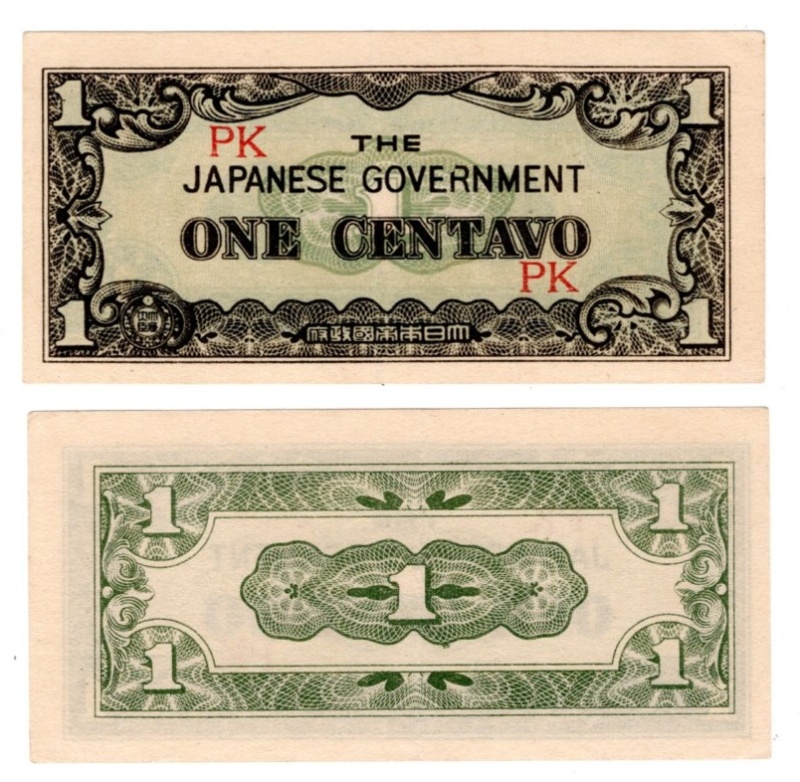 1 1
PK THE
JAPANESE GOVERNMENT
ONE CENTAVO
PK
1 1
大日本帝國政府
1 1
1
1 1